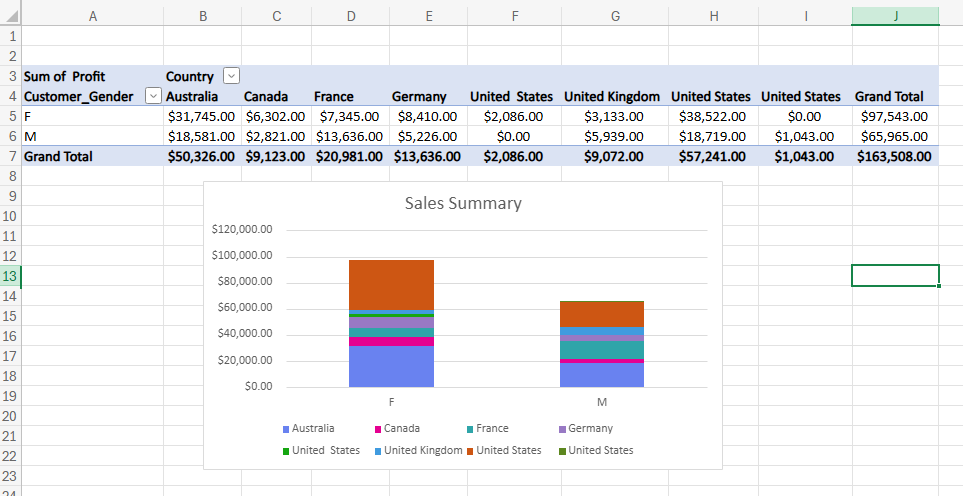 A B C D E F G H I J
1
2
3 Sum of  Profit Country
4 Customer_Gender Australia Canada France Germany United  States United Kingdom United States United States Grand Total
5 F $31,745.00 $6,302.00 $7,345.00 $8,410.00 $2,086.00 $3,133.00 $38,522.00 $0.00 $97,543.00
6 M $18,581.00 $2,821.00 $13,636.00 $5,226.00 $0.00 $5,939.00 $18,719.00 $1,043.00 $65,965.00
7 Grand Total $50,326.00 $9,123.00 $20,981.00 $13,636.00 $2,086.00 $9,072.00 $57,241.00 $1,043.00 $163,508.00
8
9
10
11
12
13
14
15
16
17
18
19
20
21
22
23
24
Sales Summary
$120,000.00
$100,000.00
$80,000.00
$60,000.00
$40,000.00
$20,000.00
$0.00
F M
Australia Canada France Germany
United  States United Kingdom United States United States